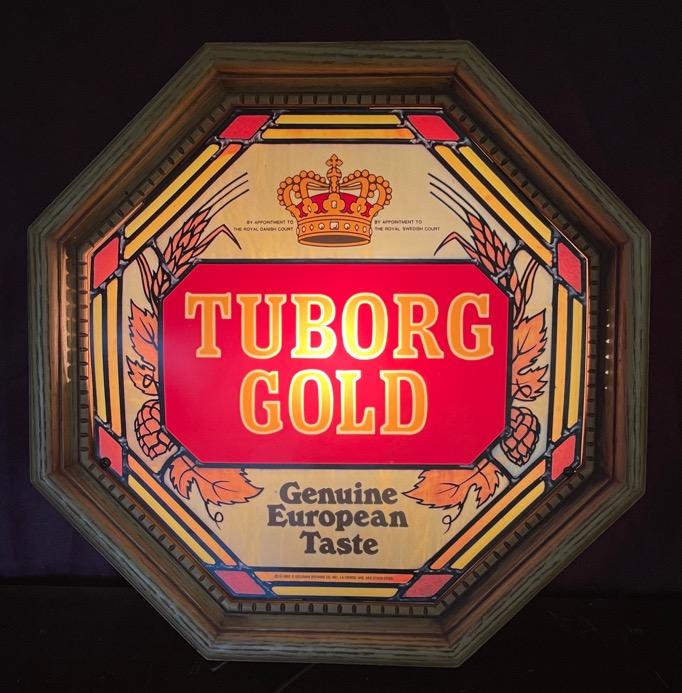 BY APPOINTMENT TO
THE ROYAL DANISH COURT
BY APPOINTMENT TO
THE ROYAL SWEDISH COURT
TUBORG
GOLD
Genuine
European
Taste